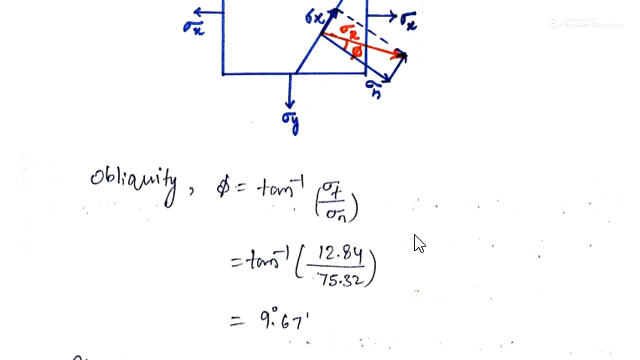 σx
σx
σx
σR
φ
σn
σy
Obliquity, φ = tan⁻¹ (σt/σn)
= tan⁻¹ (12.84/75.32)
= 9°.67'